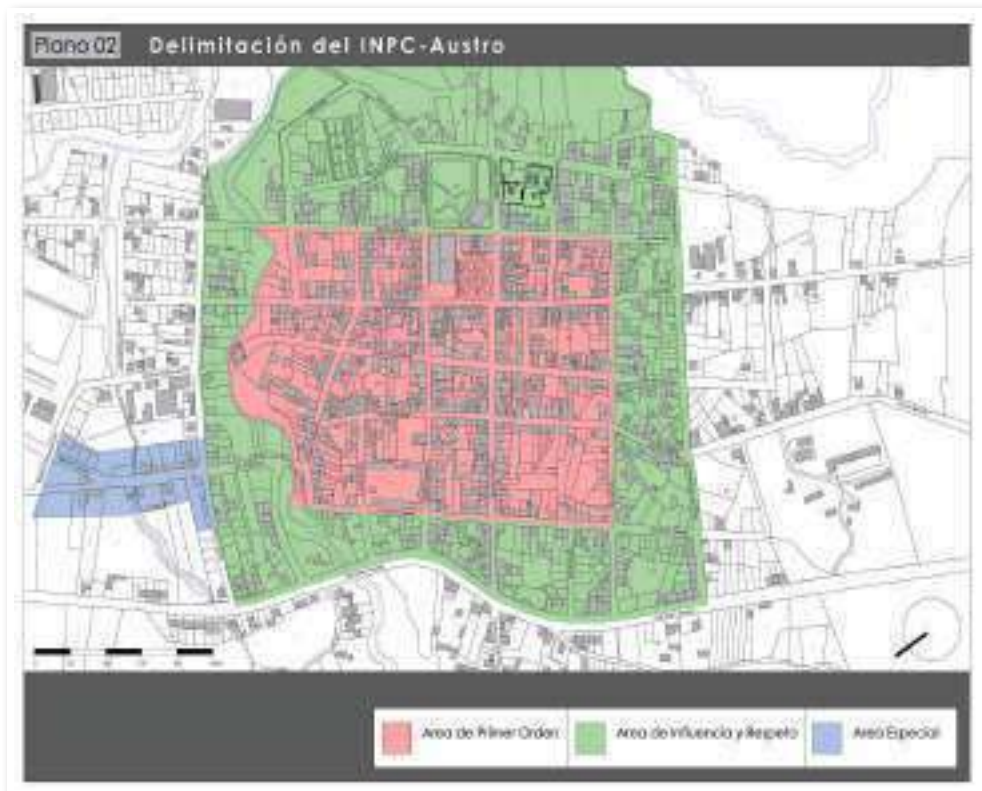 Plano 02 Delimitación del INPC-Austro
Area de Primer Orden Area de Influencia y Respeto Area Especial